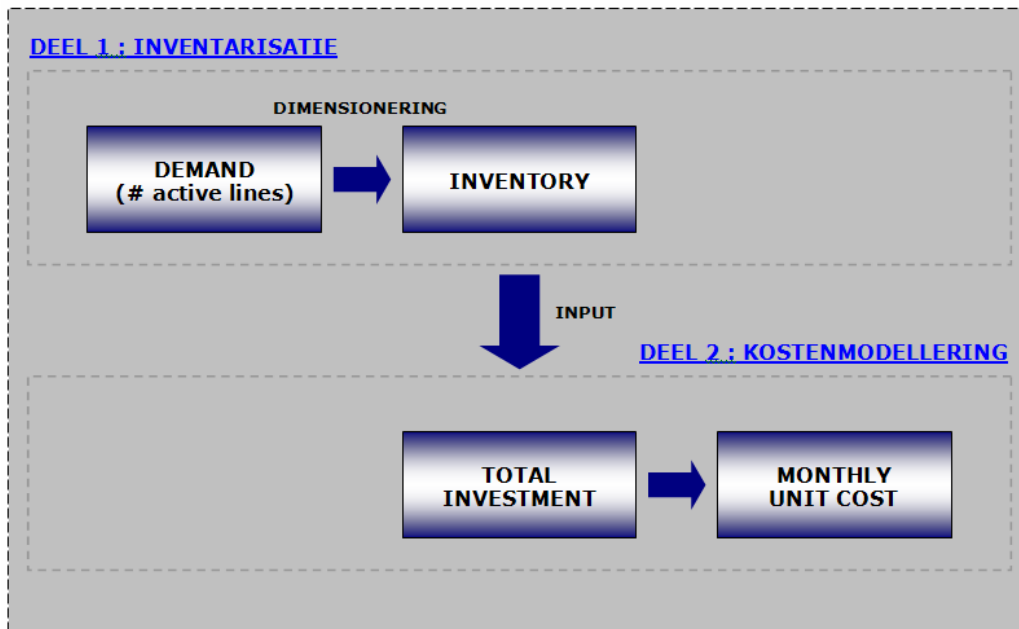 DEEL 1 : INVENTARISATIE
DIMENSIONERING
DEMAND
(# active lines)
INVENTORY
INPUT
DEEL 2 : KOSTENMODELLERING
TOTAL
INVESTMENT
MONTHLY
UNIT COST